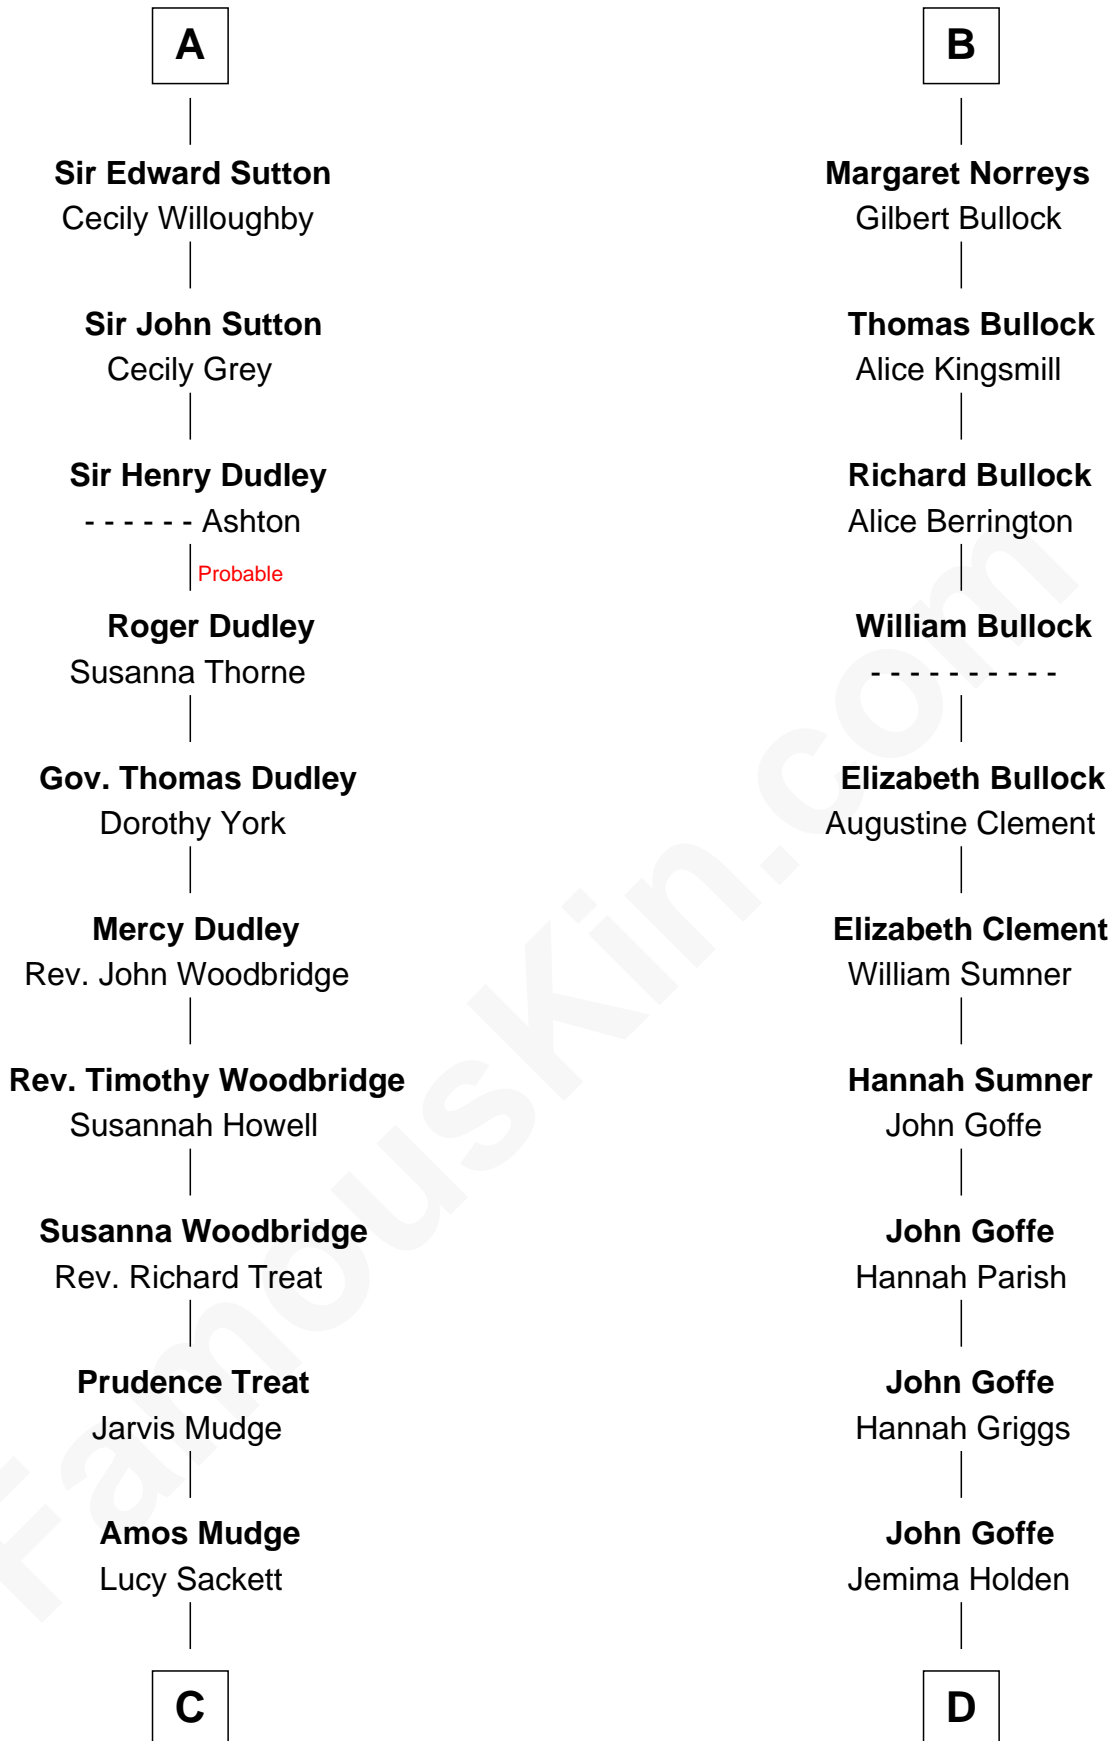 A
Sir Edward Sutton
Cecily Willoughby
Sir John Sutton
Cecily Grey
Sir Henry Dudley
- - - - - - Ashton
Probable
Roger Dudley
Susanna Thorne
Gov. Thomas Dudley
Dorothy York
Mercy Dudley
Rev. John Woodbridge
Rev. Timothy Woodbridge
Susannah Howell
Susanna Woodbridge
Rev. Richard Treat
Prudence Treat
Jarvis Mudge
Amos Mudge
Lucy Sackett
C
B
Margaret Norreys
Gilbert Bullock
Thomas Bullock
Alice Kingsmill
Richard Bullock
Alice Berrington
William Bullock
- - - - - - - - - -
Elizabeth Bullock
Augustine Clement
Elizabeth Clement
William Sumner
Hannah Sumner
John Goffe
John Goffe
Hannah Parish
John Goffe
Hannah Griggs
John Goffe
Jemima Holden
D
FamousKin.com